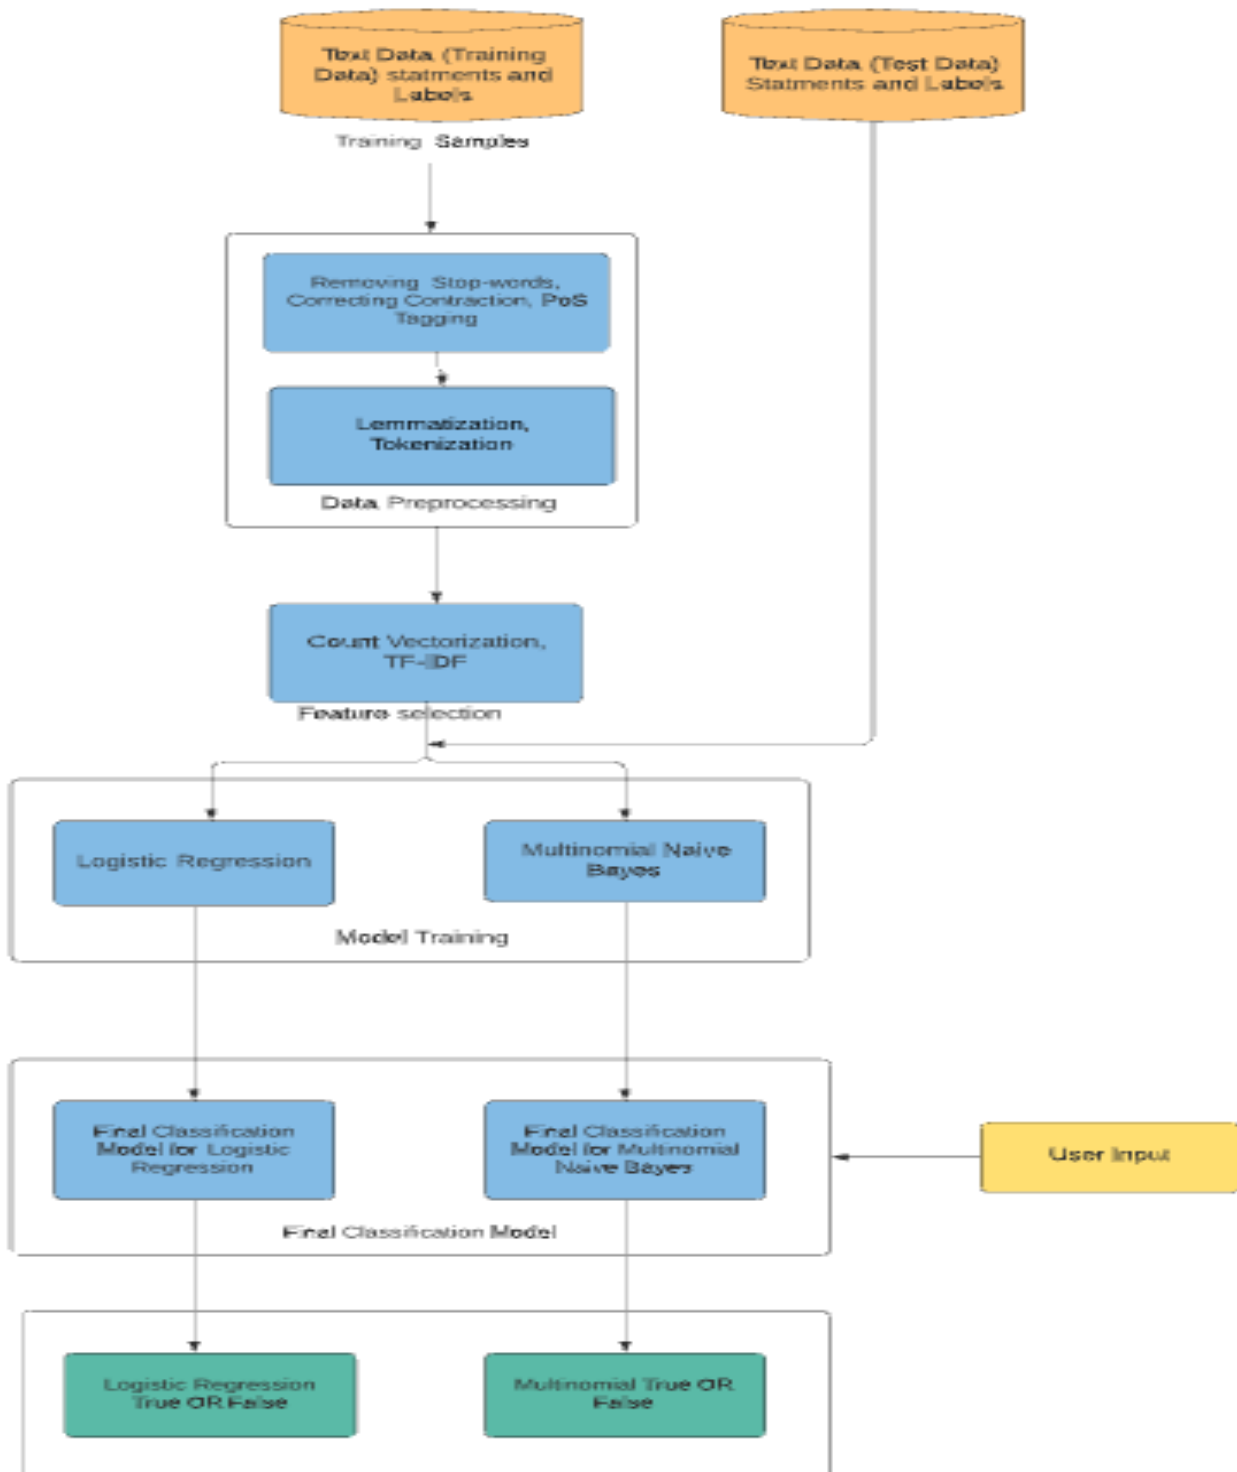 Text Data (Training
Data) statments and
Labels
Text Data (Test Data)
Statments and Labels
Training Samples
Removing Stop-words,
Correcting Contraction, PoS
Tagging
Lemmatization,
Tokenization
Data Preprocessing
Count Vectorization,
TF-IDF
Feature selection
Logistic Regression
Multinomial Naive
Bayes
Model Training
Final Classification
Model for Logistic
Regression
Final Classification
Model for Multinomial
Naive Bayes
User Input
Final Classification Model
Logistic Regression
True OR False
Multinomial True OR
False